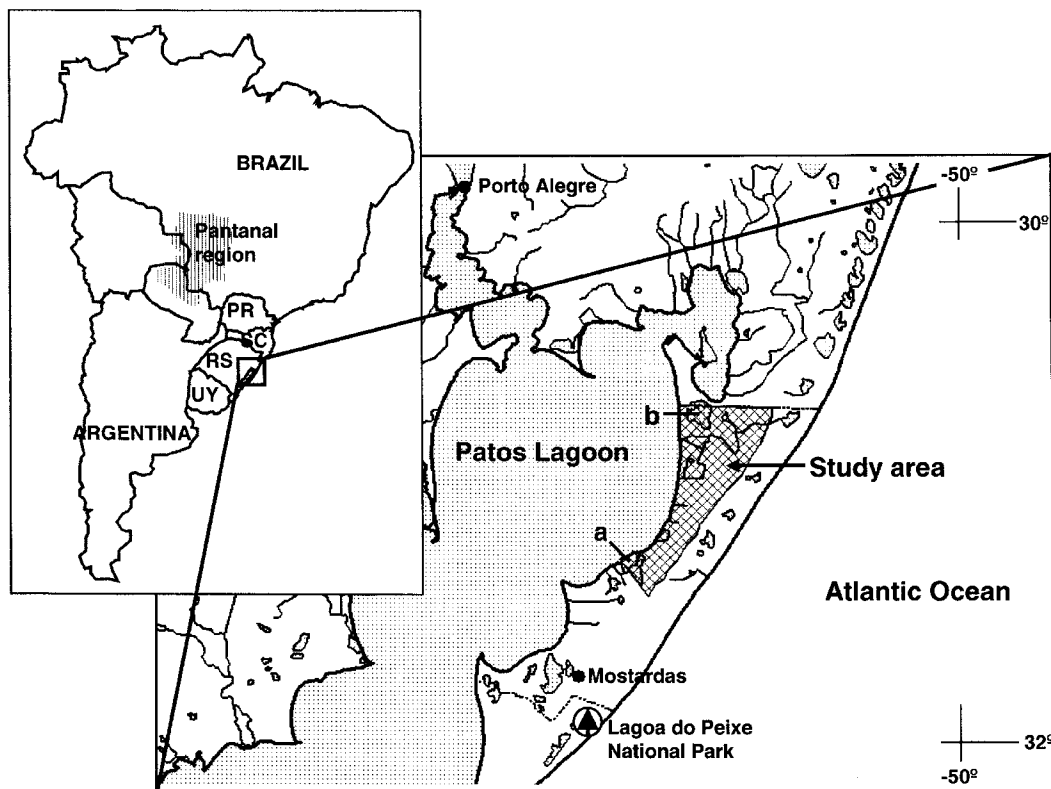 BRAZIL
Pantanal
region
PR
SC
RS
UY
ARGENTINA
Porto Alegre
-50º
30º
b
Patos Lagoon
Study area
a
Atlantic Ocean
Mostardas
Lagoa do Peixe
National Park
32º
-50º